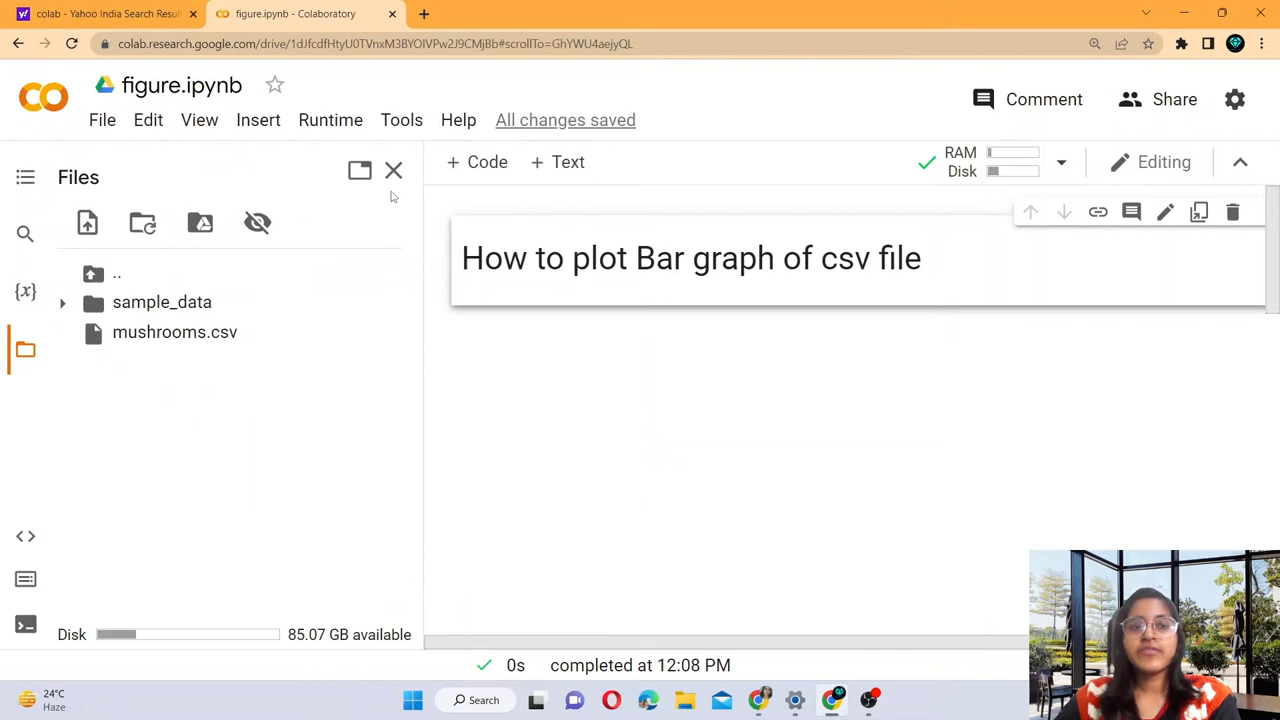 colab - Yahoo India Search Resul
figure.ipynb - Colaboratory
colab.research.google.com/drive/1dJfcdfHtyU0TVnxM3BYOIVPw2J9CMjBb#scrollTo=GhYWU4aejyQL
figure.ipynb
Comment
Share
File Edit View Insert Runtime Tools Help All changes saved
Files
+ Code + Text
RAM
Disk
Editing
..
sample_data
mushrooms.csv
{x}
How to plot Bar graph of csv file
Disk 85.07 GB available
0s completed at 12:08 PM
24°C
Haze
Search